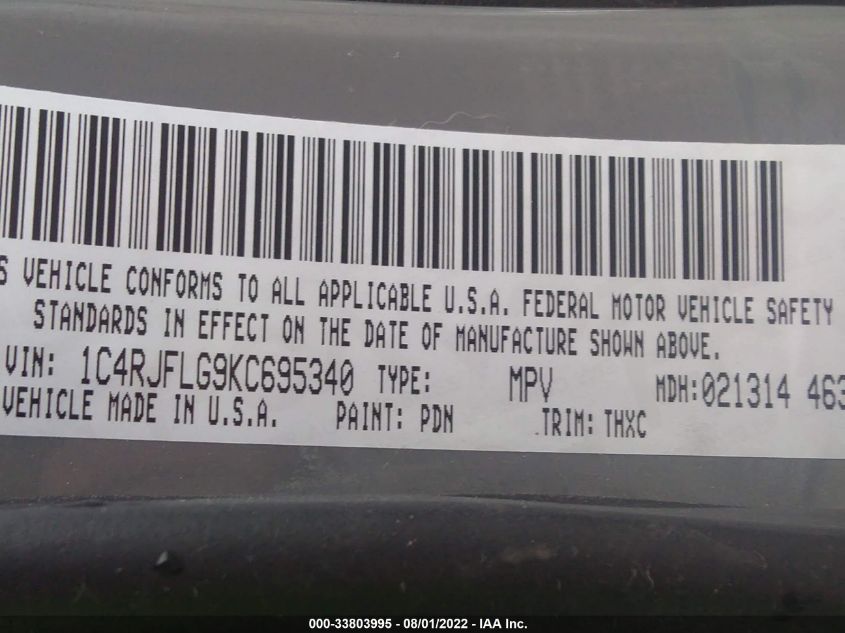 S VEHICLE CONFORMS TO ALL APPLICABLE U.S.A. FEDERAL MOTOR VEHICLE SAFETY
STANDARDS IN EFFECT ON THE DATE OF MANUFACTURE SHOWN ABOVE.
VIN: 1C4RJFLG9KC695340 TYPE: MPV MDH:021314 463
VEHICLE MADE IN U.S.A. PAINT: PDN TRIM: THXC
000-33803995 - 08/01/2022 - IAA Inc.